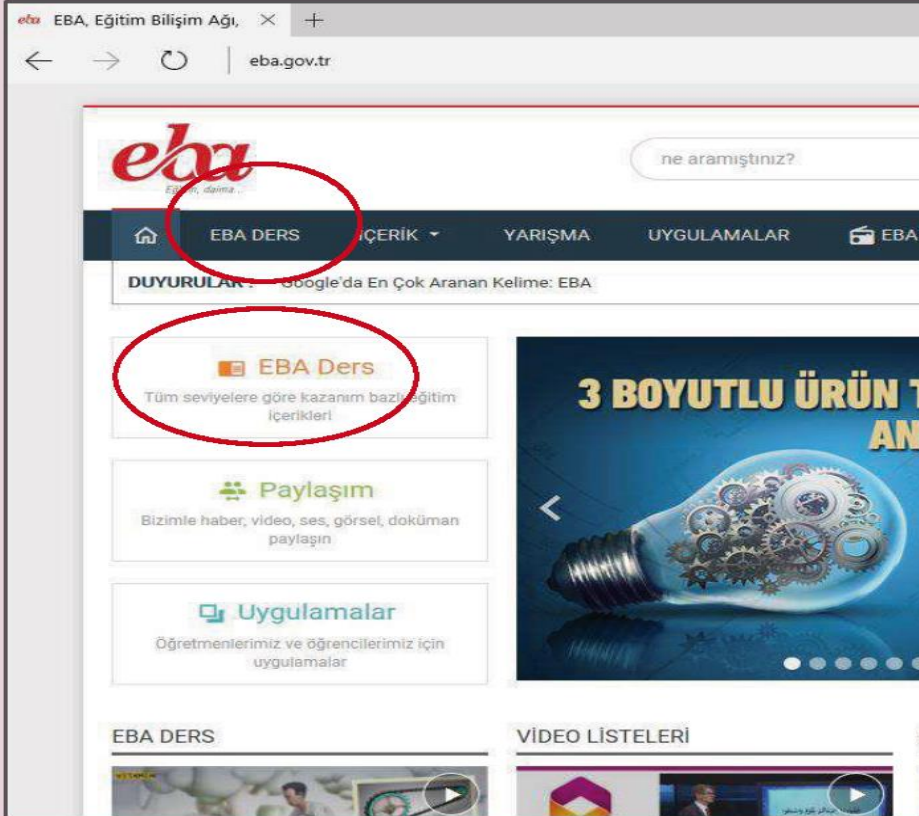 eba EBA, Eğitim Bilişim Ağı,
eba.gov.tr
eba
Eğitim, daima...
ne aramıştınız?
EBA DERS İÇERİK YARIŞMA UYGULAMALAR EBA
DUYURULAR : Google'da En Çok Aranan Kelime: EBA
EBA Ders
Tüm seviyelere göre kazanım bazlı eğitim
içerikleri
3 BOYUTLU ÜRÜN T
AN
Paylaşım
Bizimle haber, video, ses, görsel, doküman
paylaşın
Uygulamalar
Öğretmenlerimiz ve öğrencilerimiz için
uygulamalar
EBA DERS
VİDEO LİSTELERİ